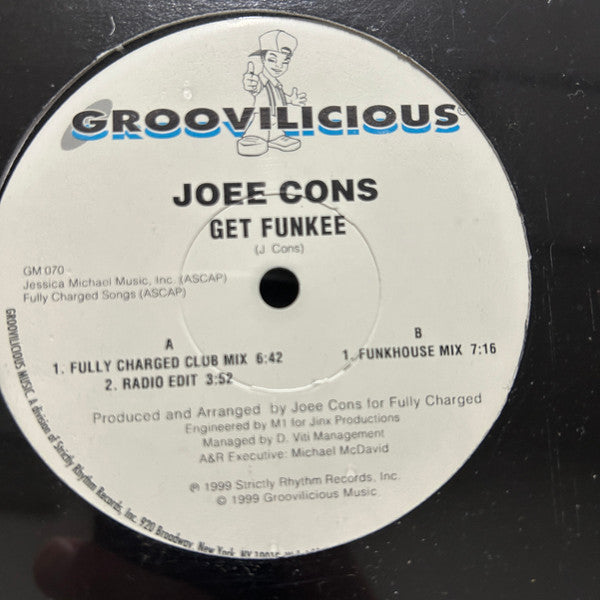 GROOVILICIOUS
JOEE CONS
GET FUNKEE
(J Cons)
GM 070
Jessica Michael Music, Inc. (ASCAP)
Fully Charged Songs (ASCAP)
A
1. FULLY CHARGED CLUB MIX 6:42
2. RADIO EDIT 3:52
B
1. FUNKHOUSE MIX 7:16
Produced and Arranged by Joee Cons for Fully Charged
Engineered by M1 for Jinx Productions
Managed by D. Viti Management
A&R Executive: Michael McDavid
℗ 1999 Strictly Rhythm Records, Inc.
© 1999 Groovilicious Music.
GROOVILICIOUS MUSIC. A division of Strictly Rhythm Records, Inc. 920 Broadway, New York, NY